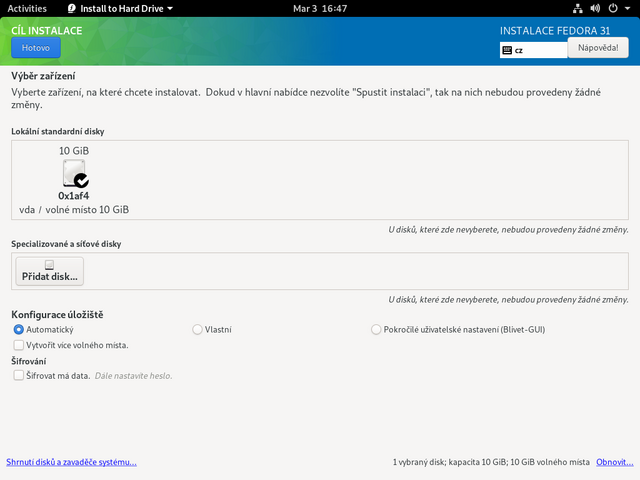 Activities
Install to Hard Drive
Mar 3 16:47
CÍL INSTALACE
INSTALACE FEDORA 31
Hotovo
cz
Nápověda!
Výběr zařízení
Vyberte zařízení, na které chcete instalovat. Dokud v hlavní nabídce nezvolíte "Spustit instalaci", tak na nich nebudou provedeny žádné
změny.
Lokální standardní disky
10 GiB
0x1af4
vda / volné místo 10 GiB
U disků, které zde nevyberete, nebudou provedeny žádné změny.
Specializované a síťové disky
Přidat disk...
U disků, které zde nevyberete, nebudou provedeny žádné změny.
Konfigurace úložiště
Automatický
Vlastní
Pokročilé uživatelské nastavení (Blivet-GUI)
Vytvořit více volného místa.
Šifrování
Šifrovat má data. Dále nastavíte heslo.
Shrnutí disků a zavaděče systému...
1 vybraný disk; kapacita 10 GiB; 10 GiB volného místa
Obnovit...